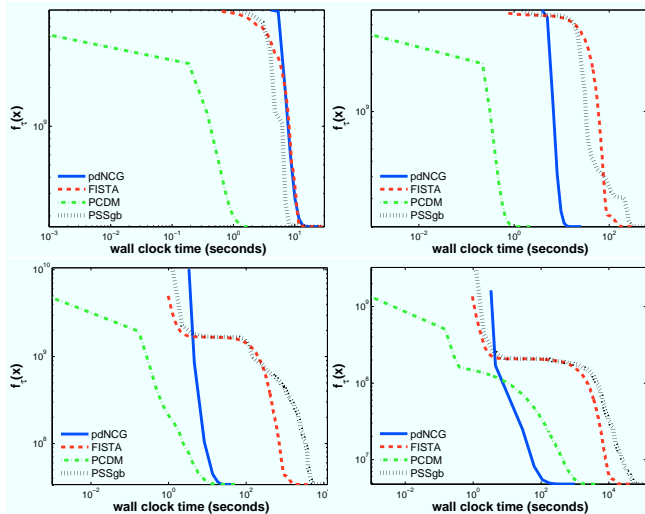 f_τ(x)
10^9
pdNCG
FISTA
PCDM
PSSgb
10^-3 10^-2 10^-1 10^0 10^1
wall clock time (seconds)
f_τ(x)
10^9
pdNCG
FISTA
PCDM
PSSgb
10^-2 10^0 10^2
wall clock time (seconds)
f_τ(x)
10^10
10^9
10^8
pdNCG
FISTA
PCDM
PSSgb
10^-2 10^0 10^2 10^4
wall clock time (seconds)
f_τ(x)
10^9
10^8
10^7
pdNCG
FISTA
PCDM
PSSgb
10^-2 10^0 10^2 10^4
wall clock time (seconds)